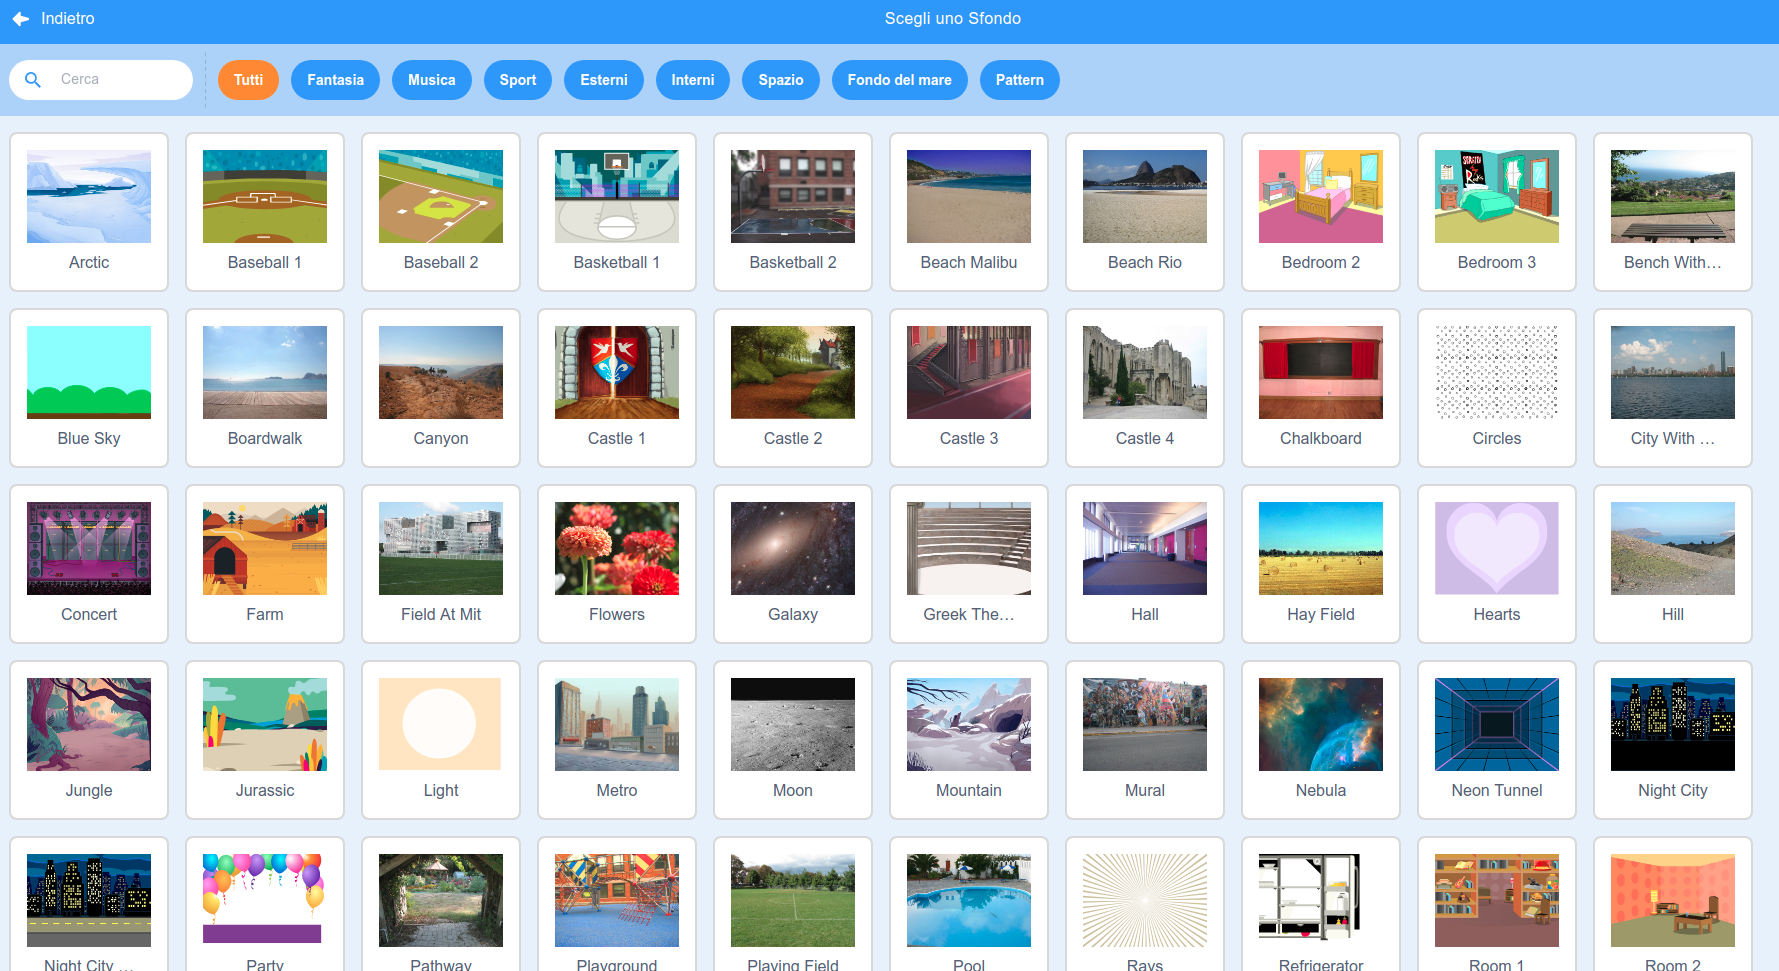 Indietro
Scegli uno Sfondo
Cerca
Tutti
Fantasia
Musica
Sport
Esterni
Interni
Spazio
Fondo del mare
Pattern
Arctic
Baseball 1
Baseball 2
Basketball 1
Basketball 2
Beach Malibu
Beach Rio
Bedroom 2
Bedroom 3
Bench With…
Blue Sky
Boardwalk
Canyon
Castle 1
Castle 2
Castle 3
Castle 4
Chalkboard
Circles
City With …
Concert
Farm
Field At Mit
Flowers
Galaxy
Greek The…
Hall
Hay Field
Hearts
Hill
Jungle
Jurassic
Light
Metro
Moon
Mountain
Mural
Nebula
Neon Tunnel
Night City
Night City …
Party
Pathway
Playground
Playing Field
Pool
Rays
Refrigerator
Room 1
Room 2